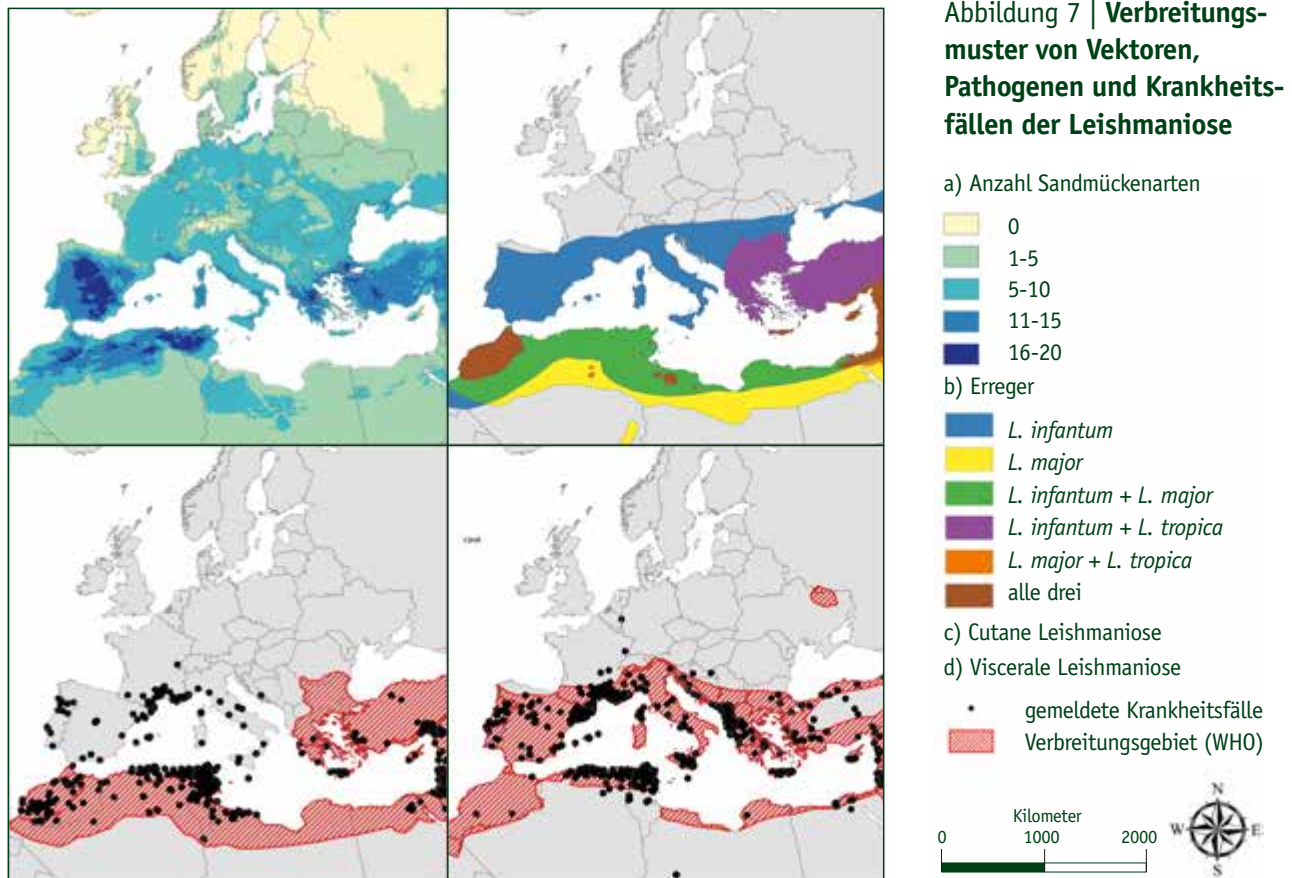 Abbildung 7 | Verbreitungs-
muster von Vektoren,
Pathogenen und Krankheits-
fällen der Leishmaniose
a) Anzahl Sandmückenarten
0
1-5
5-10
11-15
16-20
b) Erreger
L. infantum
L. major
L. infantum + L. major
L. infantum + L. tropica
L. major + L. tropica
alle drei
c) Cutane Leishmaniose
d) Viscerale Leishmaniose
gemeldete Krankheitsfälle
Verbreitungsgebiet (WHO)
Kilometer
0 1000 2000
N
W E
S